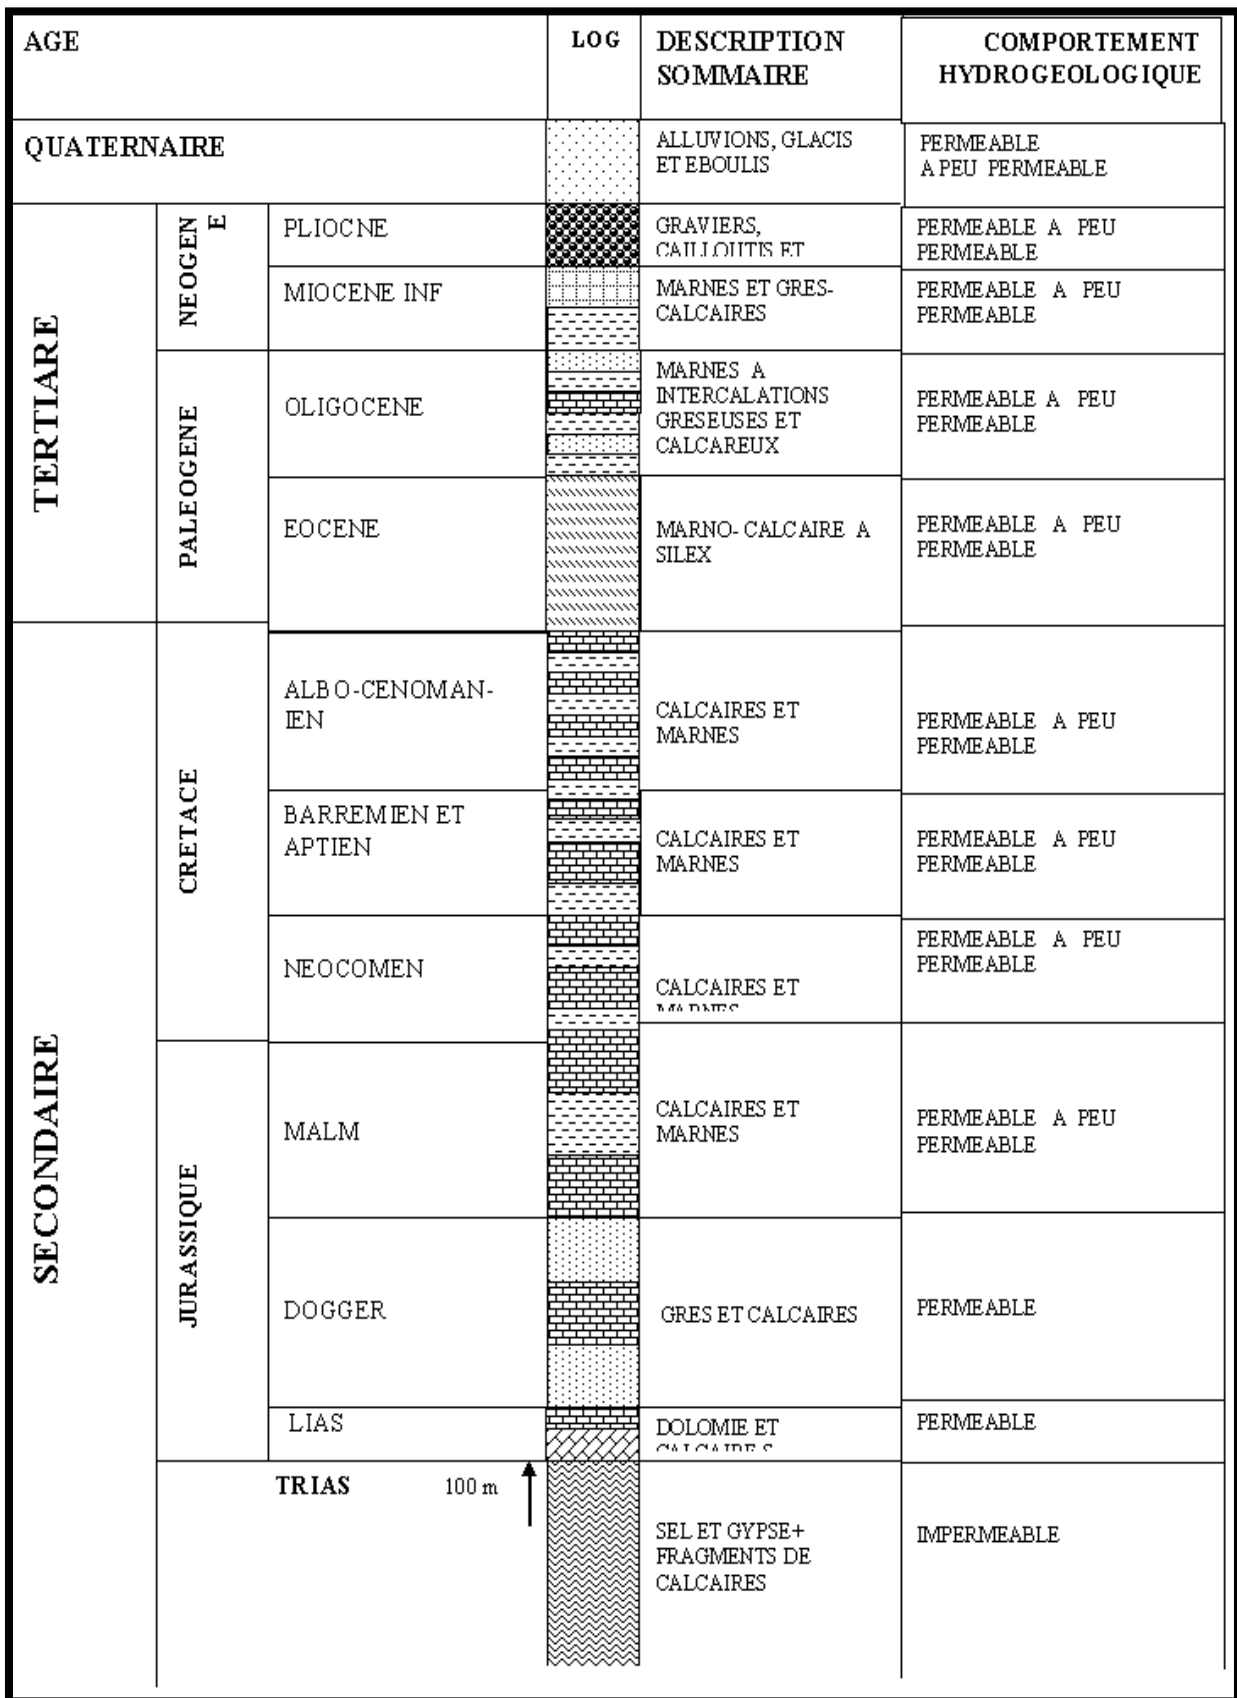 AGE
LOG
DESCRIPTION
SOMMAIRE
COMPORTEMENT
HYDROGEOLOGIQUE
QUATERNAIRE
ALLUVIONS, GLACIS
ET EBOULIS
PERMEABLE
A PEU PERMEABLE
TERTIAIRE
NEOGEN
E
PLIOCNE
GRAVIERS,
CAILLOUTIS ET
PERMEABLE A PEU
PERMEABLE
MIOCENE INF
MARNES ET GRES-
CALCAIRES
PERMEABLE A PEU
PERMEABLE
PALEOGENE
OLIGOCENE
MARNES A
INTERCALATIONS
GRESEUSES ET
CALCAREUX
PERMEABLE A PEU
PERMEABLE
EOCENE
MARNO-CALCAIRE A
SILEX
PERMEABLE A PEU
PERMEABLE
SECONDAIRE
CRETACE
ALBO-CENOMAN-
IEN
CALCAIRES ET
MARNES
PERMEABLE A PEU
PERMEABLE
BARREMIEN ET
APTIEN
CALCAIRES ET
MARNES
PERMEABLE A PEU
PERMEABLE
NEOCOMEN
CALCAIRES ET
MARNES
PERMEABLE A PEU
PERMEABLE
JURASSIQUE
MALM
CALCAIRES ET
MARNES
PERMEABLE A PEU
PERMEABLE
DOGGER
GRES ET CALCAIRES
PERMEABLE
LIAS
DOLOMIE ET
CALCAIRES
PERMEABLE
TRIAS
100 m
SEL ET GYPSE+
FRAGMENTS DE
CALCAIRES
IMPERMEABLE